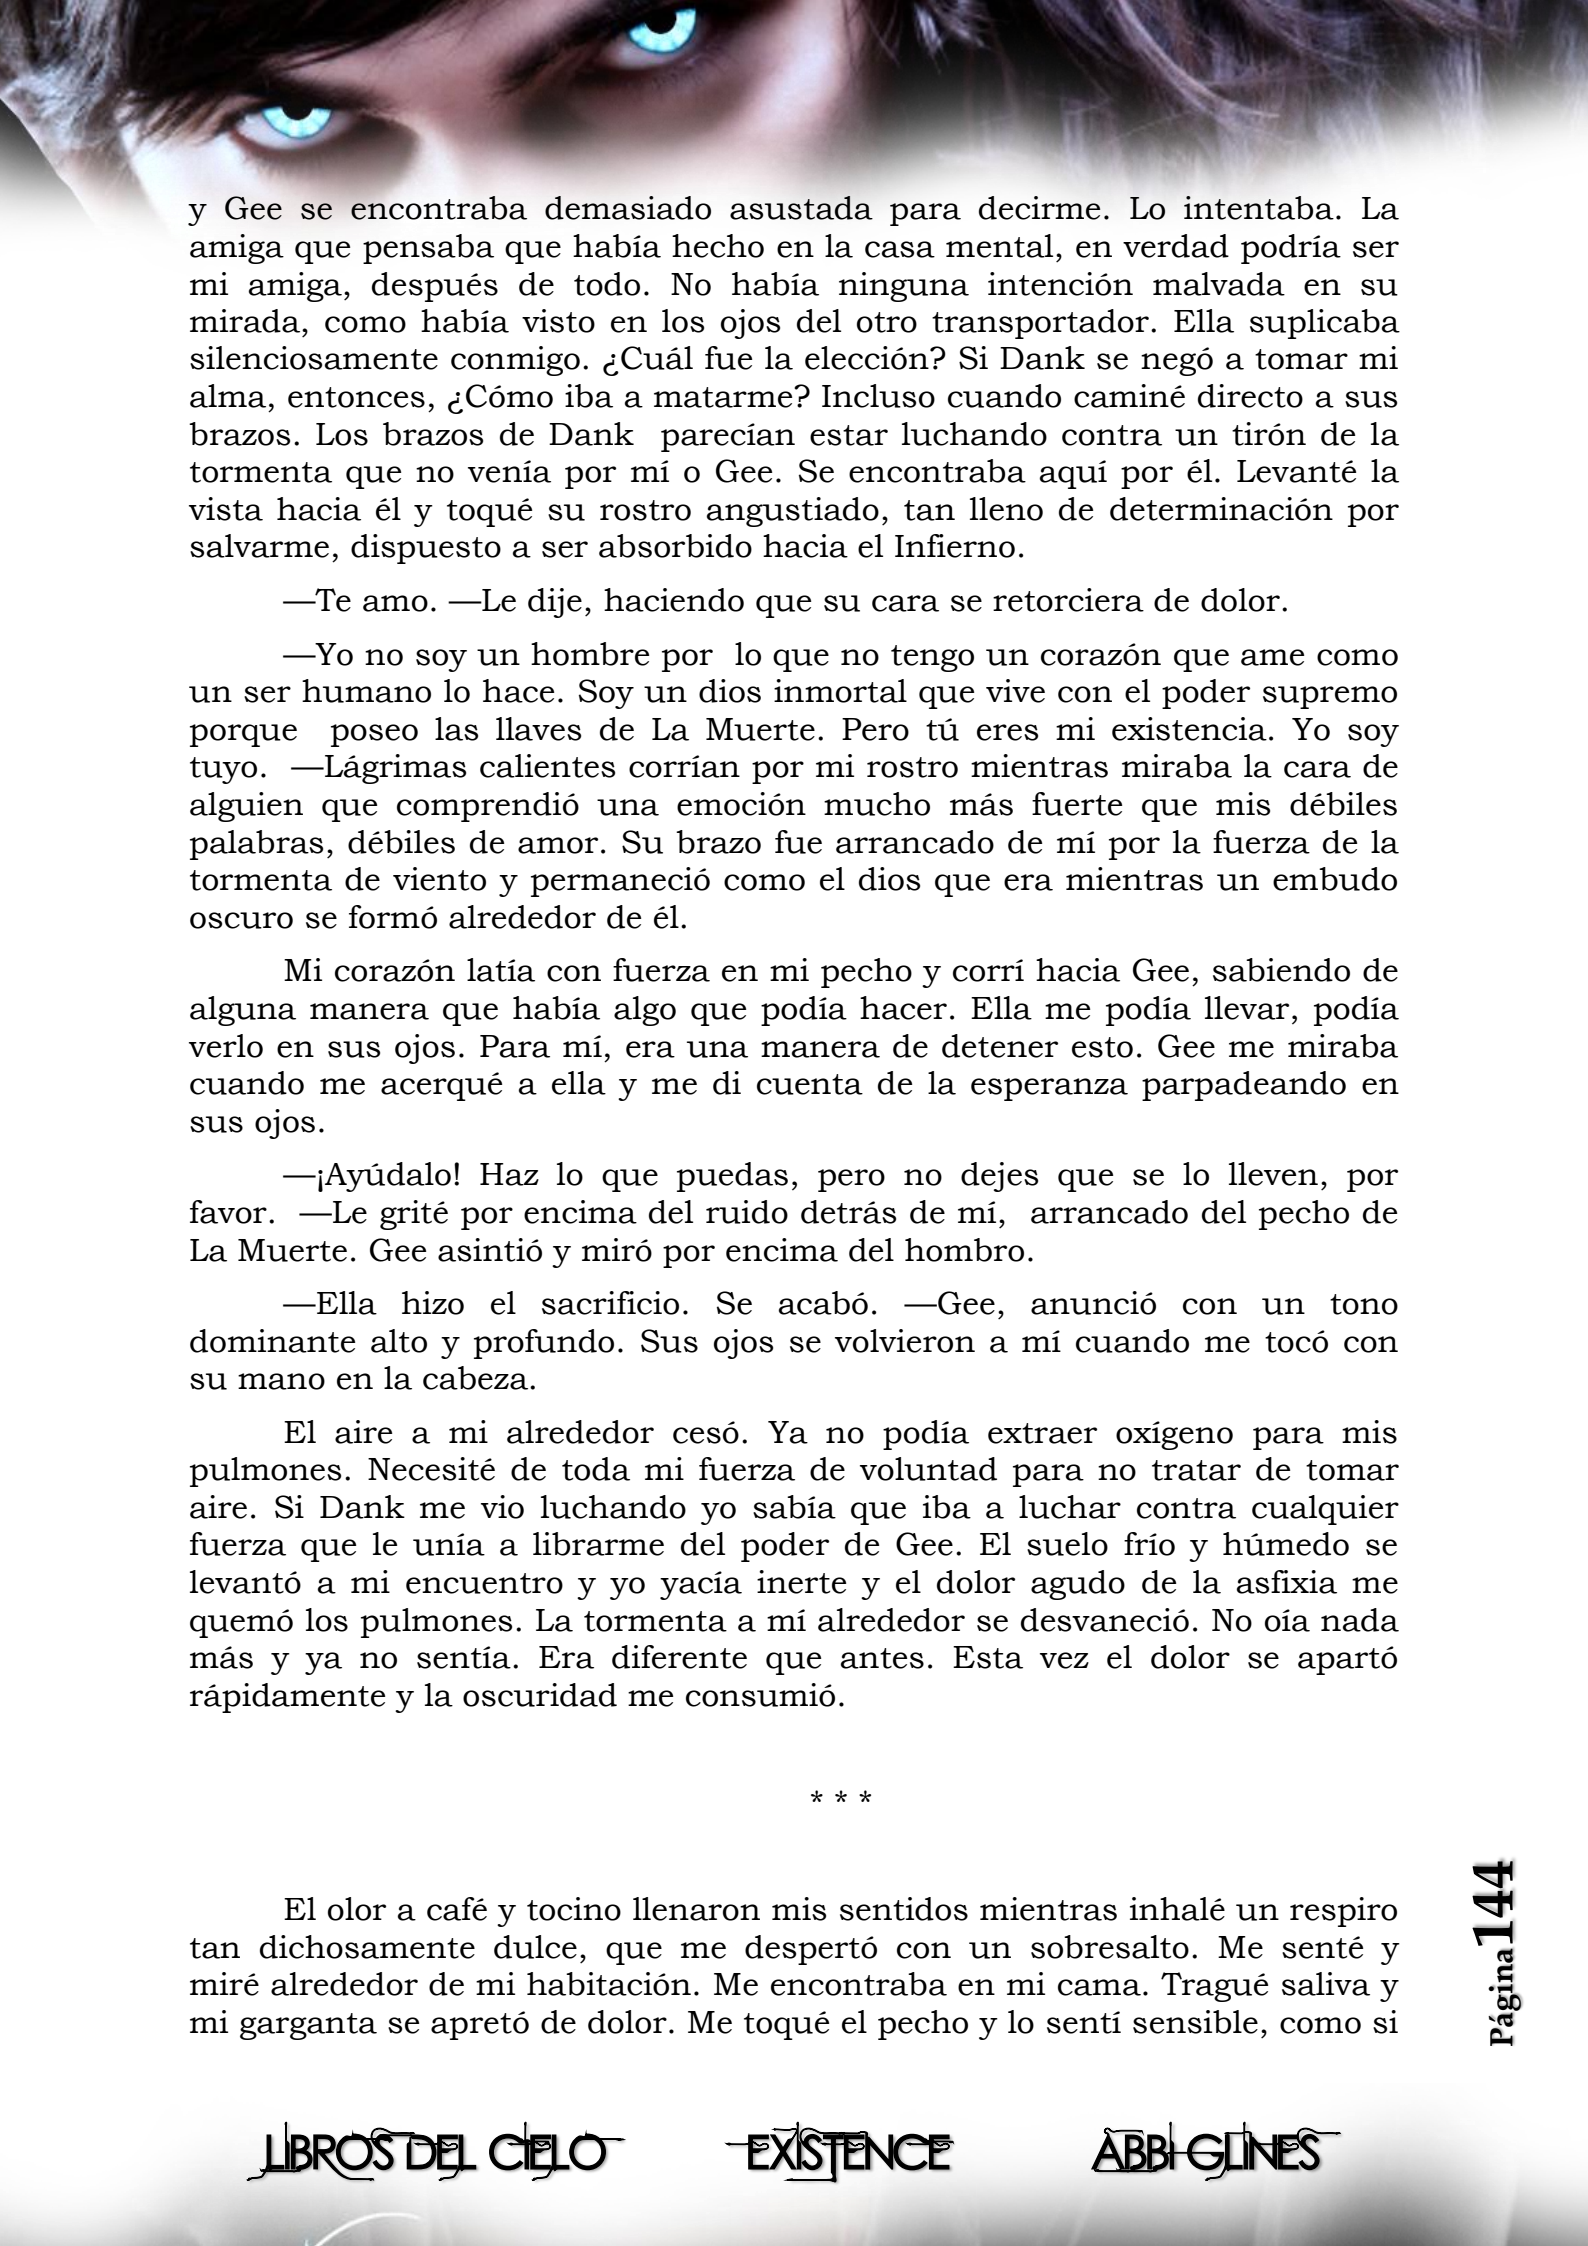 y Gee se encontraba demasiado asustada para decirme. Lo intentaba. La
amiga que pensaba que había hecho en la casa mental, en verdad podría ser
mi amiga, después de todo. No había ninguna intención malvada en su
mirada, como había visto en los ojos del otro transportador. Ella suplicaba
silenciosamente conmigo. ¿Cuál fue la elección? Si Dank se negó a tomar mi
alma, entonces, ¿Cómo iba a matarme? Incluso cuando caminé directo a sus
brazos. Los brazos de Dank parecían estar luchando contra un tirón de la
tormenta que no venía por mí o Gee. Se encontraba aquí por él. Levanté la
vista hacia él y toqué su rostro angustiado, tan lleno de determinación por
salvarme, dispuesto a ser absorbido hacia el Infierno.
—Te amo. —Le dije, haciendo que su cara se retorciera de dolor.
—Yo no soy un hombre por lo que no tengo un corazón que ame como
un ser humano lo hace. Soy un dios inmortal que vive con el poder supremo
porque poseo las llaves de La Muerte. Pero tú eres mi existencia. Yo soy
tuyo. —Lágrimas calientes corrían por mi rostro mientras miraba la cara de
alguien que comprendió una emoción mucho más fuerte que mis débiles
palabras, débiles de amor. Su brazo fue arrancado de mí por la fuerza de la
tormenta de viento y permaneció como el dios que era mientras un embudo
oscuro se formó alrededor de él.
Mi corazón latía con fuerza en mi pecho y corrí hacia Gee, sabiendo de
alguna manera que había algo que podía hacer. Ella me podía llevar, podía
verlo en sus ojos. Para mí, era una manera de detener esto. Gee me miraba
cuando me acerqué a ella y me di cuenta de la esperanza parpadeando en
sus ojos.
—¡Ayúdalo! Haz lo que puedas, pero no dejes que se lo lleven, por
favor. —Le grité por encima del ruido detrás de mí, arrancado del pecho de
La Muerte. Gee asintió y miró por encima del hombro.
—Ella hizo el sacrificio. Se acabó. —Gee, anunció con un tono
dominante alto y profundo. Sus ojos se volvieron a mí cuando me tocó con
su mano en la cabeza.
El aire a mi alrededor cesó. Ya no podía extraer oxígeno para mis
pulmones. Necesité de toda mi fuerza de voluntad para no tratar de tomar
aire. Si Dank me vio luchando yo sabía que iba a luchar contra cualquier
fuerza que le unía a librarme del poder de Gee. El suelo frío y húmedo se
levantó a mi encuentro y yo yacía inerte y el dolor agudo de la asfixia me
quemó los pulmones. La tormenta a mí alrededor se desvaneció. No oía nada
más y ya no sentía. Era diferente que antes. Esta vez el dolor se apartó
rápidamente y la oscuridad me consumió.
* * *
El olor a café y tocino llenaron mis sentidos mientras inhalé un respiro
tan dichosamente dulce, que me despertó con un sobresalto. Me senté y
miré alrededor de mi habitación. Me encontraba en mi cama. Tragué saliva y
mi garganta se apretó de dolor. Me toqué el pecho y lo sentí sensible, como si
Página144
LIBROS DEL CIELO EXISTENCE ABBI GLINES